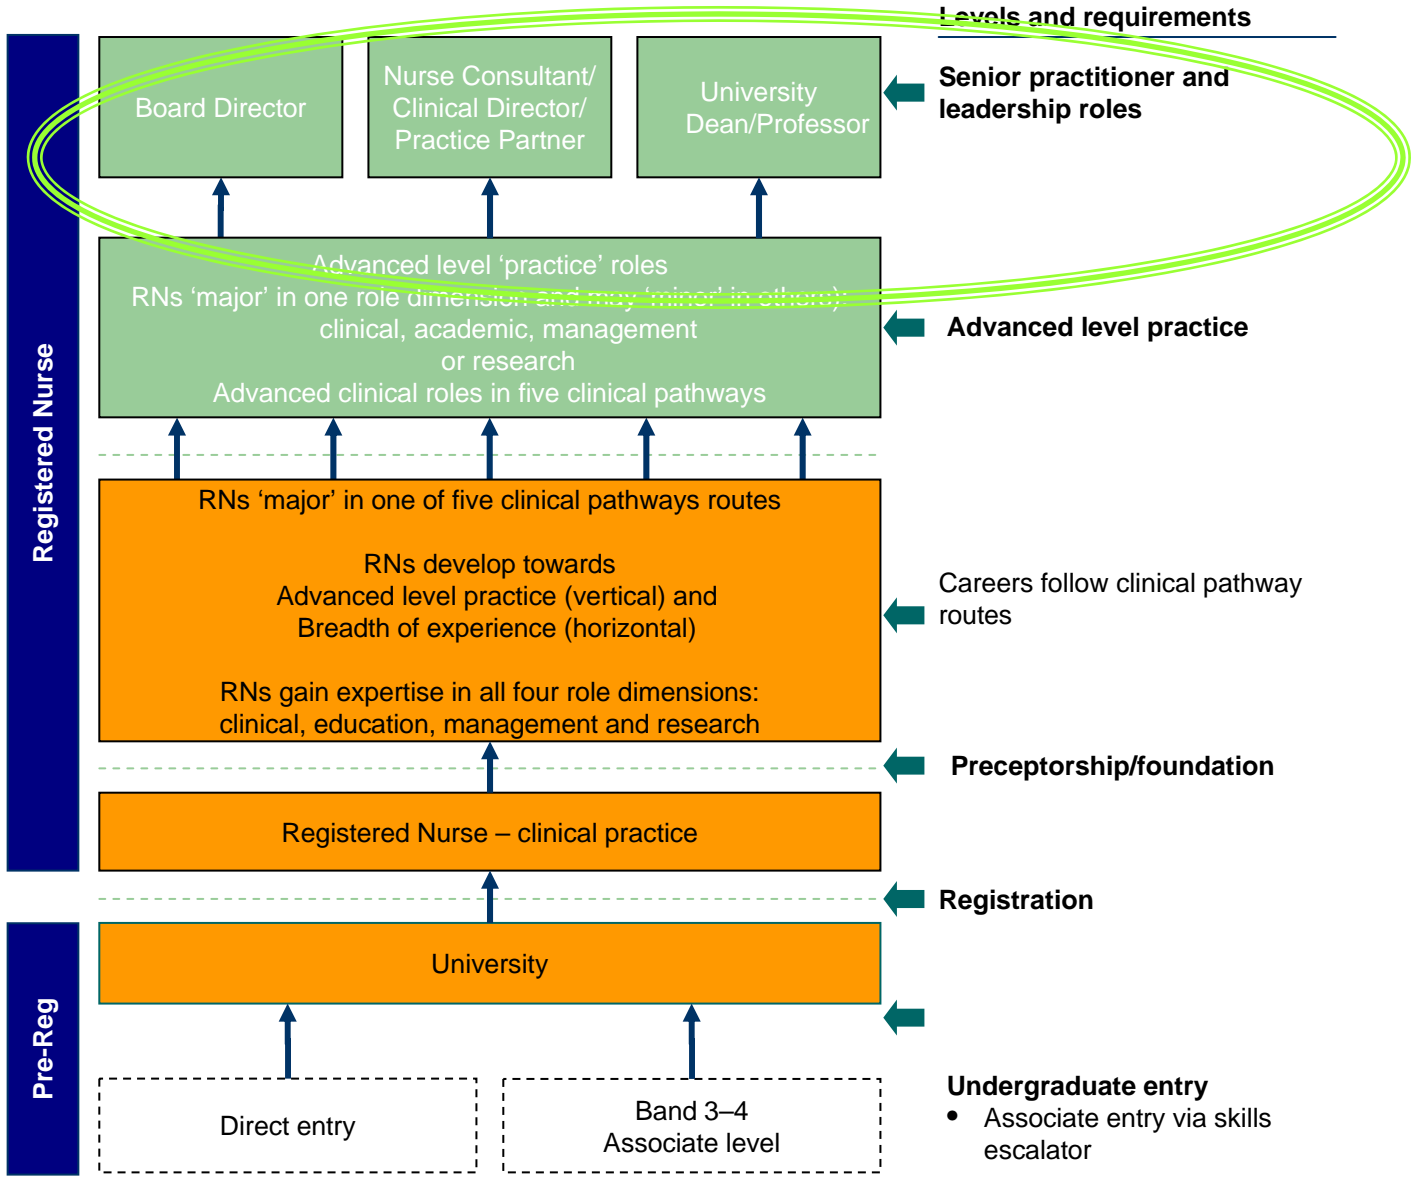 Levels and requirements
Registered Nurse
Board Director
Nurse Consultant/
Clinical Director/
Practice Partner
University
Dean/Professor
Senior practitioner and
leadership roles
Advanced level ‘practice’ roles
RNs ‘major’ in one role dimension and may ‘minor’ in others):
clinical, academic, management
or research
Advanced clinical roles in five clinical pathways
Advanced level practice
RNs ‘major’ in one of five clinical pathways routes
RNs develop towards
Advanced level practice (vertical) and
Breadth of experience (horizontal)
RNs gain expertise in all four role dimensions:
clinical, education, management and research
Careers follow clinical pathway
routes
Preceptorship/foundation
Registered Nurse – clinical practice
Registration
Pre-Reg
University
Direct entry
Band 3–4
Associate level
Undergraduate entry
• Associate entry via skills
escalator